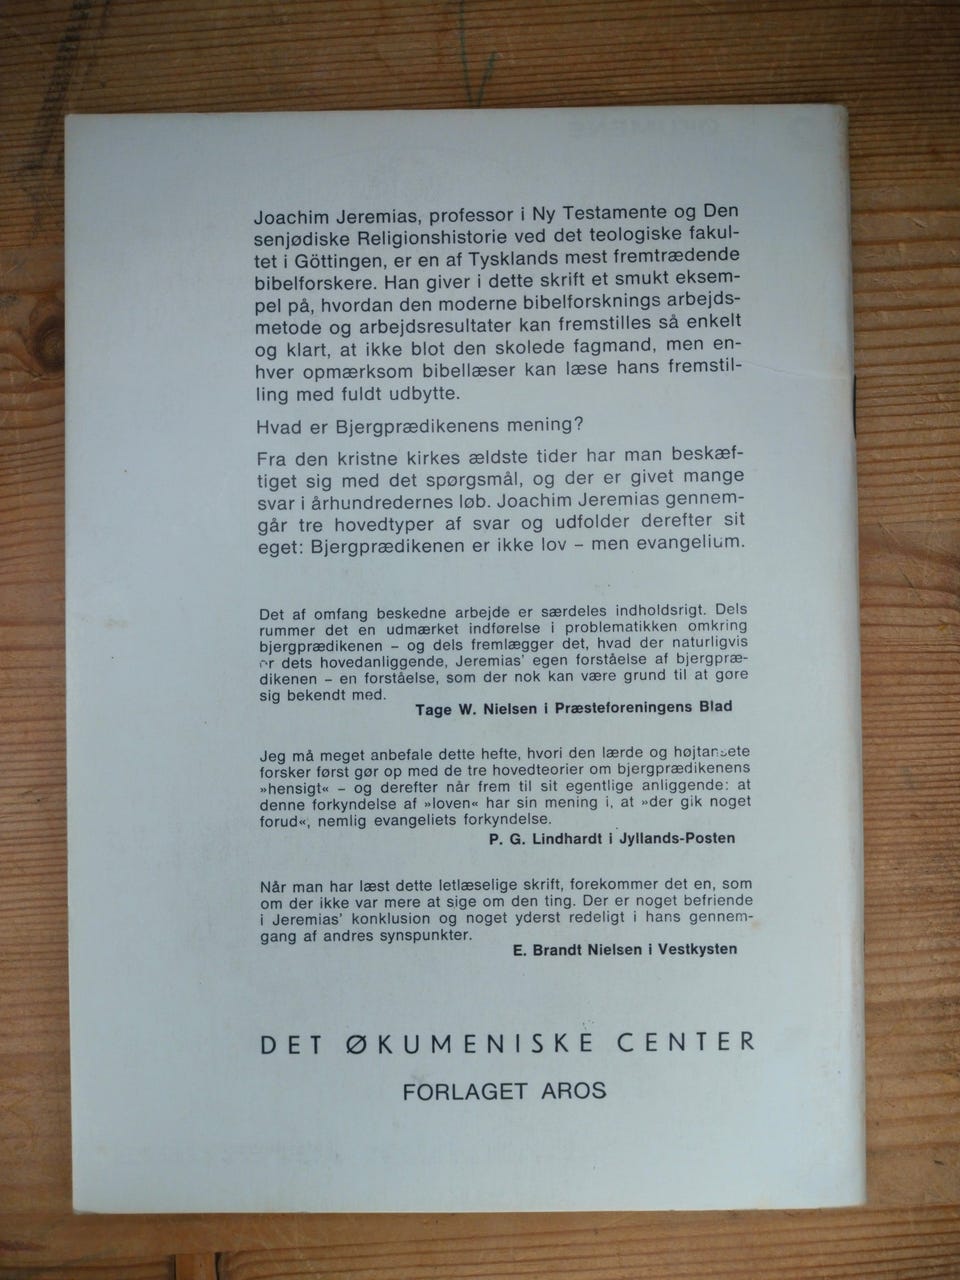 Joachim Jeremias, professor i Ny Testamente og Den
senjødiske Religionshistorie ved det teologiske fakul-
tet i Göttingen, er en af Tysklands mest fremtrædende
bibelforskere. Han giver i dette skrift et smukt eksem-
pel på, hvordan den moderne bibelforsknings arbejds-
metode og arbejdsresultater kan fremstilles så enkelt
og klart, at ikke blot den skolede fagmand, men en-
hver opmærksom bibellæser kan læse hans fremstil-
ling med fuldt udbytte.
Hvad er Bjergprædikenens mening?
Fra den kristne kirkes ældste tider har man beskæf-
tiget sig med det spørgsmål, og der er givet mange
svar i århundredernes løb. Joachim Jeremias gennem-
går tre hovedtyper af svar og udfolder derefter sit
eget: Bjergprædikenen er ikke lov – men evangelium.
Det af omfang beskedne arbejde er særdeles indholdsrigt. Dels
rummer det en udmærket indførelse i problematikken omkring
bjergprædikenen – og dels fremlægger det, hvad der naturligvis
er dets hovedanliggende, Jeremias' egen forståelse af bjergpræ-
dikenen – en forståelse, som der nok kan være grund til at gøre
sig bekendt med.
Tage W. Nielsen i Præsteforeningens Blad
Jeg må meget anbefale dette hefte, hvori den lærde og højtansete
forsker først gør op med de tre hovedteorier om bjergprædikenens
»hensigt« – og derefter når frem til sit egentlige anliggende: at
denne forkyndelse af »loven« har sin mening i, at »der gik noget
forud«, nemlig evangeliets forkyndelse.
P. G. Lindhardt i Jyllands-Posten
Når man har læst dette letlæselige skrift, forekommer det en, som
om der ikke var mere at sige om den ting. Der er noget befriende
i Jeremias' konklusion og noget yderst redeligt i hans gennem-
gang af andres synspunkter.
E. Brandt Nielsen i Vestkysten
DET ØKUMENISKE CENTER
FORLAGET AROS